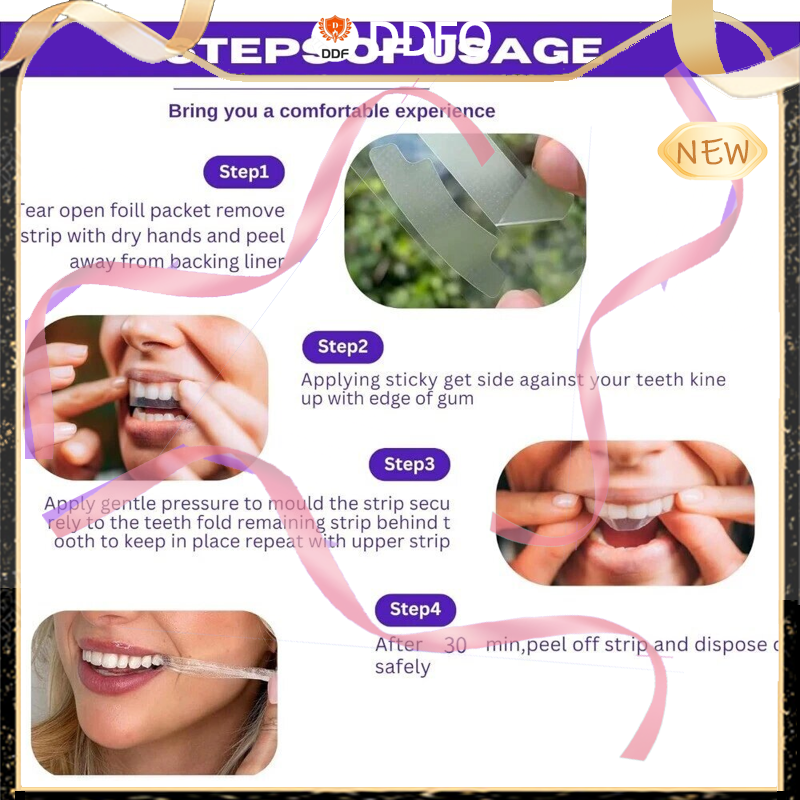 STEPS OF USAGE
DDF
DDFO
Bring you a comfortable experience
NEW
Step1
Tear open foill packet remove
strip with dry hands and peel
away from backing liner
Step2
Applying sticky get side against your teeth kine
up with edge of gum
Step3
Apply gentle pressure to mould the strip secu
rely to the teeth fold remaining strip behind t
ooth to keep in place repeat with upper strip
Step4
After 30 min,peel off strip and dispose
safely